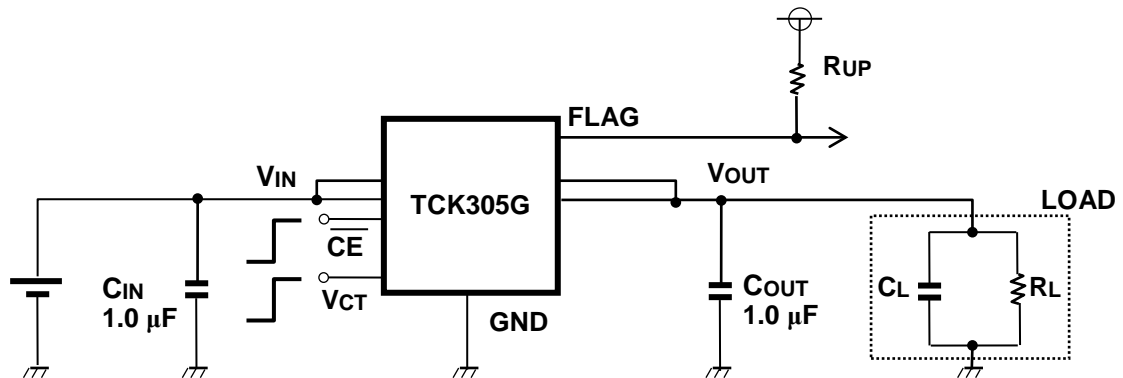 RUP
FLAG
VIN
VOUT
TCK305G
LOAD
CE
CIN
1.0 μF
VCT
COUT
1.0 μF
CL
RL
GND